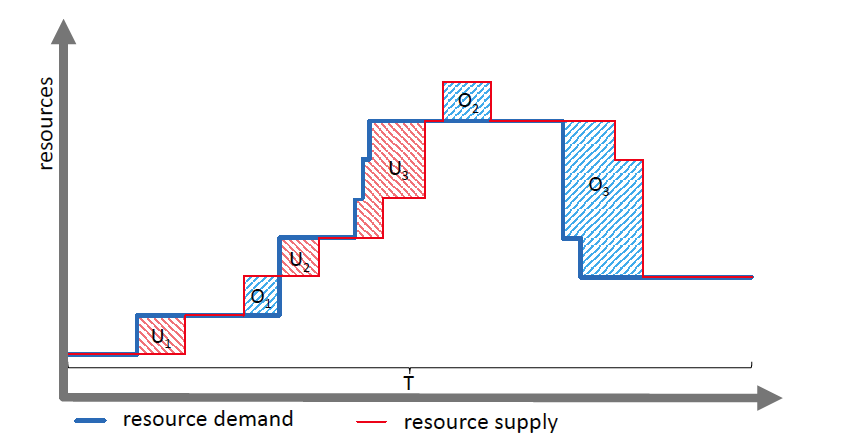 resources
O₂
U₃
O₃
U₂
O₁
U₁
T
resource demand
resource supply